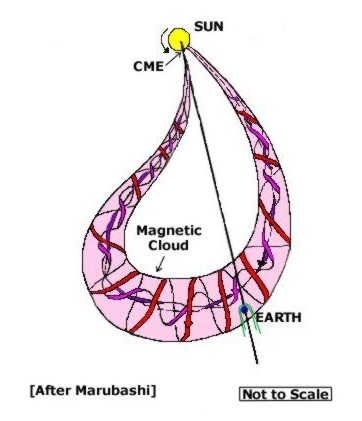 SUN
CME
Magnetic
Cloud
EARTH
[After Marubashi]
Not to Scale